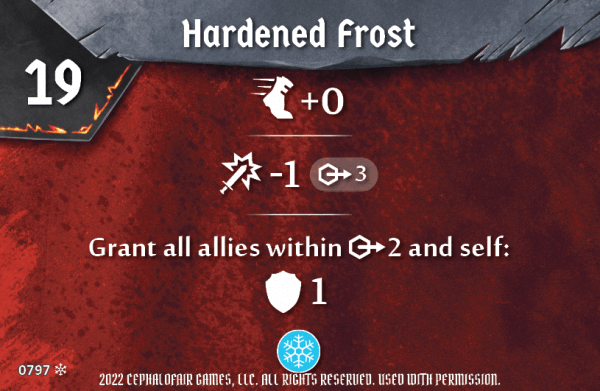 Hardened Frost
19
+0
-1 3
Grant all allies within 2 and self:
1
0797
2022 CEPHALOFAIR GAMES, LLC. ALL RIGHTS RESERVED. USED WITH PERMISSION.